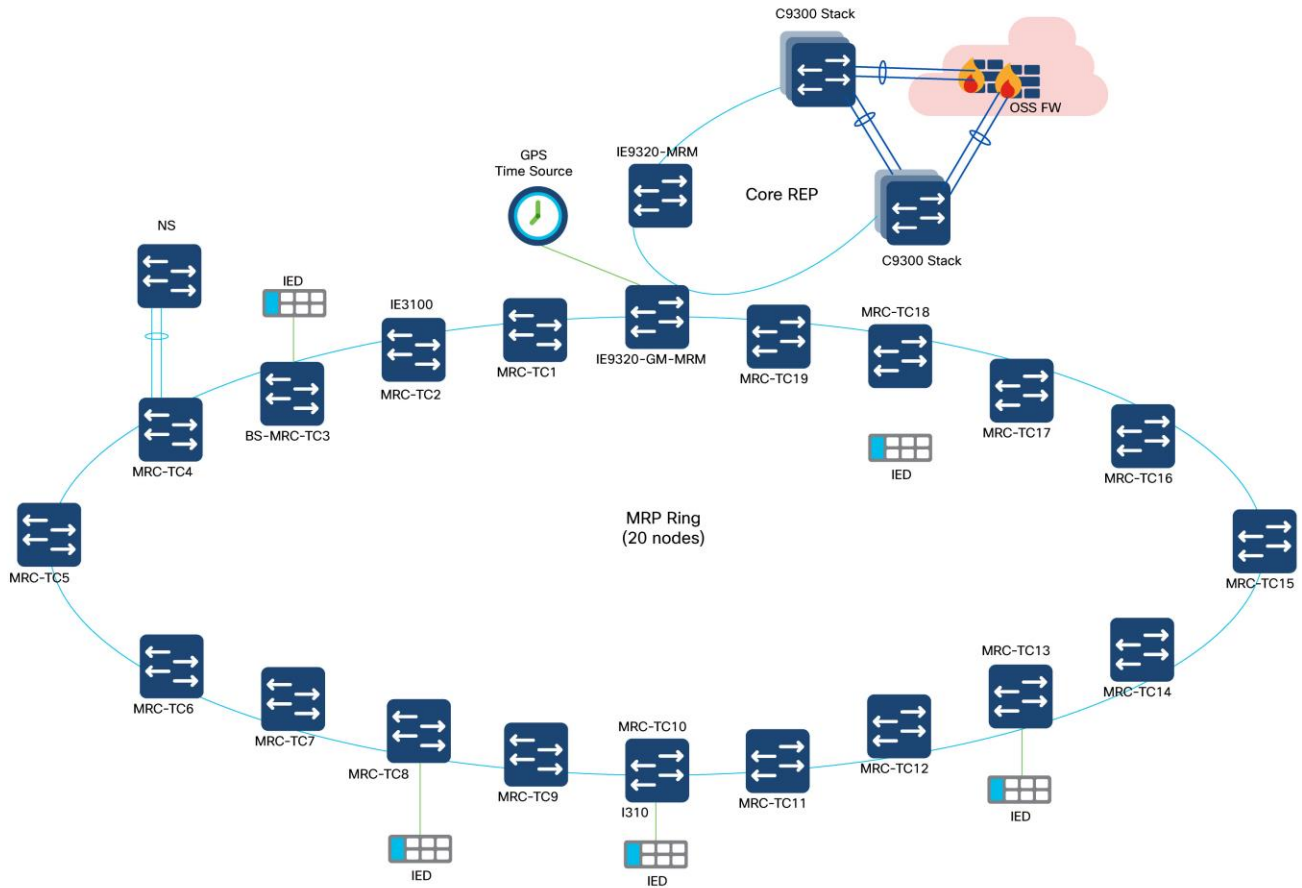 C9300 Stack
OSS FW
IE9320-MRM
GPS
Time Source
Core REP
NS
C9300 Stack
IED
IE3100
MRC-TC18
MRC-TC1
IE9320-GM-MRM
MRC-TC19
MRC-TC2
BS-MRC-TC3
MRC-TC17
MRC-TC4
MRC-TC16
IED
MRP Ring
(20 nodes)
MRC-TC5
MRC-TC15
MRC-TC13
MRC-TC14
MRC-TC6
MRC-TC10
MRC-TC7
MRC-TC8
MRC-TC12
MRC-TC9
MRC-TC11
I310
IED
IED
IED